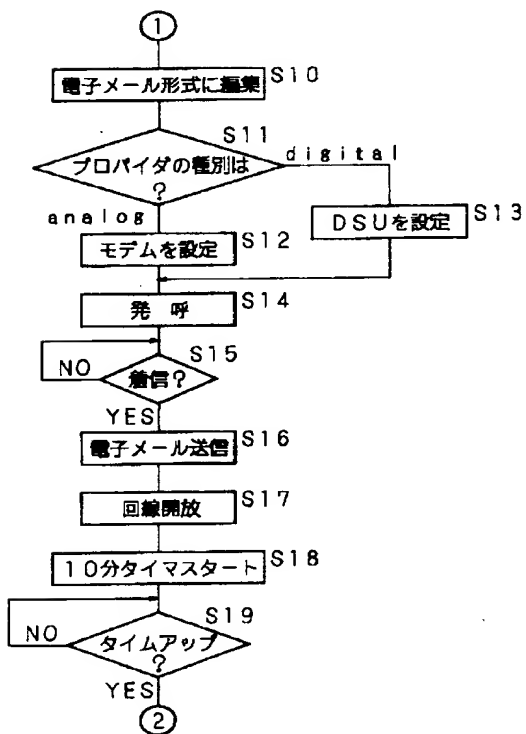 1
電子メール形式に編集 S10
S11
プロバイダの種別は
?
digital
analog
DSUを設定 S13
モデムを設定 S12
発 呼 S14
S15
着信?
NO
YES
電子メール送信 S16
回線開放 S17
10分タイマスタート S18
S19
タイムアップ
?
NO
YES
2